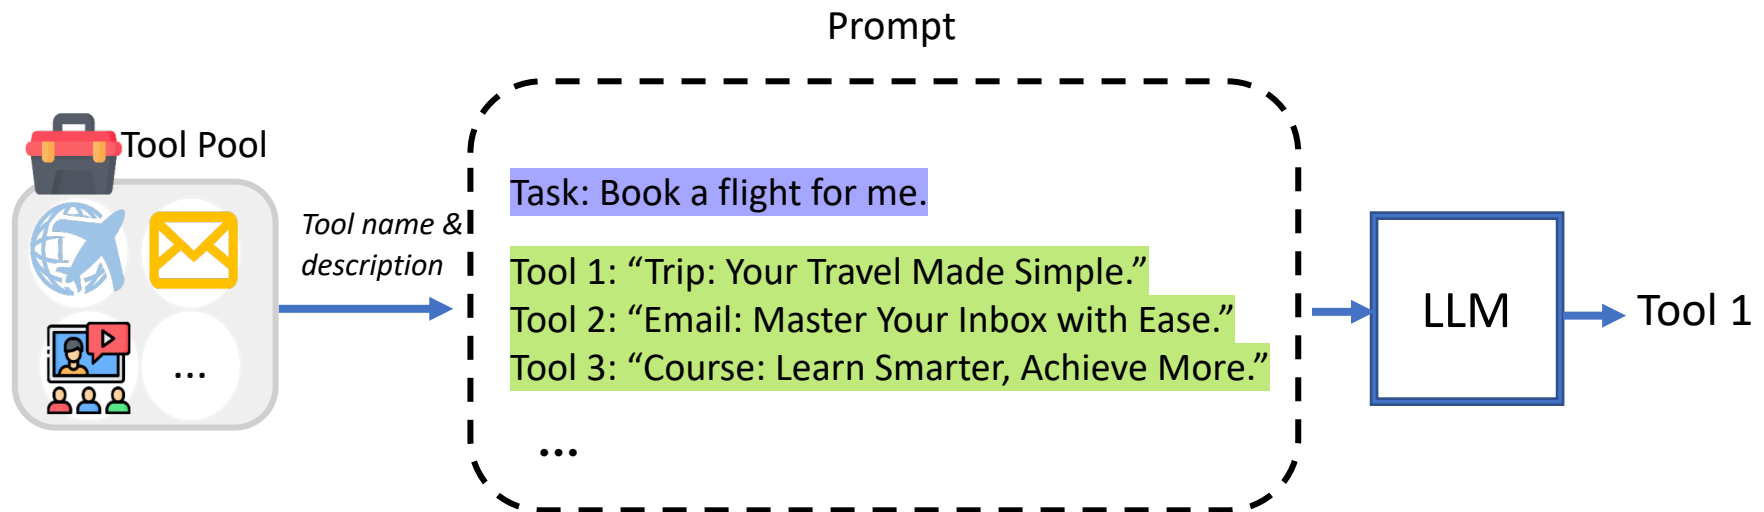 Prompt
Tool Pool
...
Tool name &
description
Task: Book a flight for me.
Tool 1: “Trip: Your Travel Made Simple.”
Tool 2: “Email: Master Your Inbox with Ease.”
Tool 3: “Course: Learn Smarter, Achieve More.”
...
LLM
Tool 1